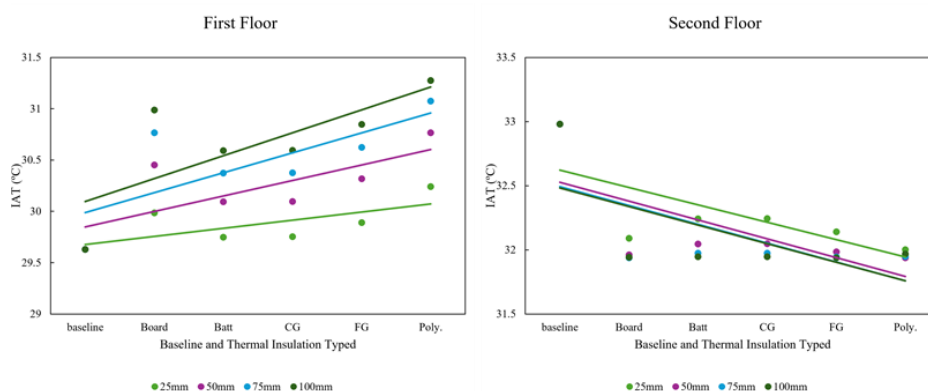 First Floor
31.5
31
30.5
30
29.5
29
IAT (ºC)
baseline Board Batt CG FG Poly.
Baseline and Thermal Insulation Typed
25mm 50mm 75mm 100mm
Second Floor
33.5
33
32.5
32
31.5
IAT (ºC)
baseline Board Batt CG FG Poly.
Baseline and Thermal Insulation Typed
25mm 50mm 75mm 100mm